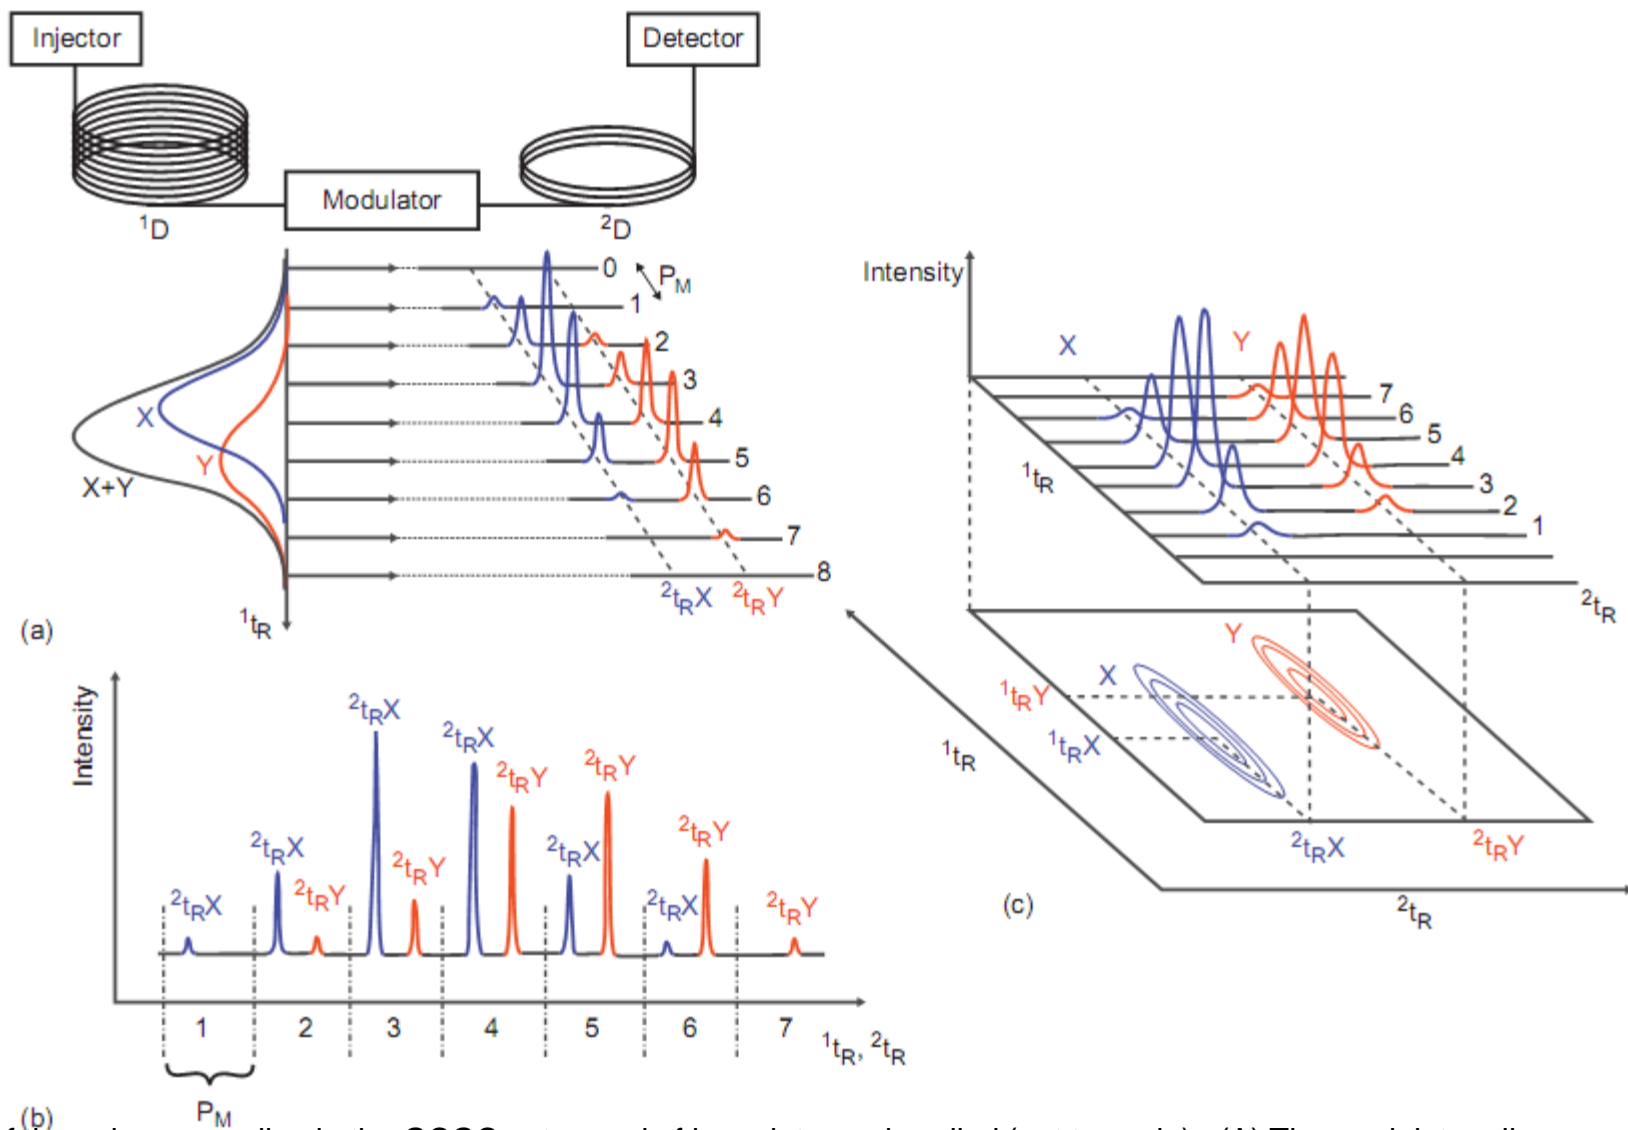 Injector
Detector
Modulator
¹D
²D
0
P_M
1
2
3
4
5
6
7
8
X
Y
X+Y
²t_RX
²t_RY
¹t_R
(a)
Intensity
²t_RX
²t_RX
²t_RX
²t_RY
²t_RY
²t_RX
²t_RY
²t_RX
²t_RY
²t_RX
²t_RY
²t_RX
²t_RY
1
2
3
4
5
6
7
¹t_R, ²t_R
P_M
(b)
Intensity
X
Y
7
6
5
4
3
2
1
¹t_R
²t_R
Y
X
¹t_RY
¹t_RX
¹t_R
²t_RX
²t_RY
²t_R
(c)